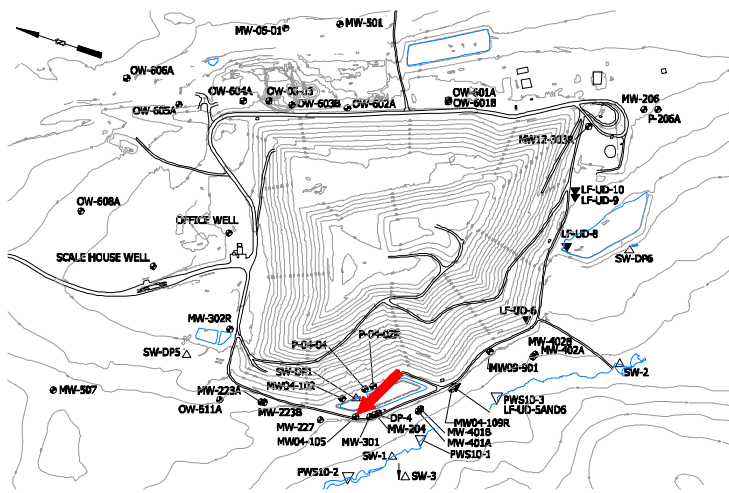 MW-06-01
MW-501
OW-606A
OW-604A
OW-03-03
OW-601A
OW-605A
OW-603B
OW-602A
OW-601B
MW-206
P-206A
MW12-303R
LF-UD-10
LF-UD-9
OW-608A
OFFICE WELL
LF-UD-8
SW-DP6
SCALE HOUSE WELL
MW-302R
LF-UD-6
P-04-04
P-04-02R
MW-402B
MW-402A
SW-DP5
SW-DP1
MW09-901
SW-2
MW-507
MW-223A
MW04-102
OW-511A
MW-223B
PWS10-3
LF-UD-5AND6
MW-227
OP-4
MW04-109R
MW-204
MW-401B
MW04-105
MW-301
MW-401A
PWS10-1
SW-1
PWS10-2
SW-3